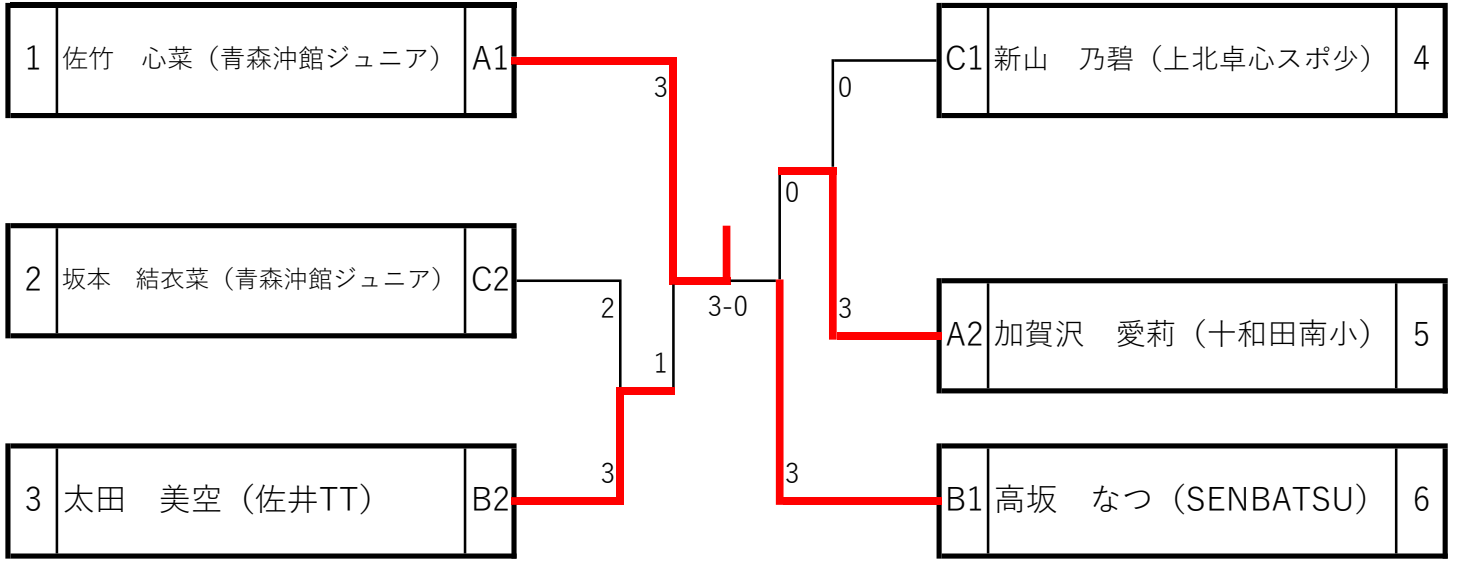 1 佐竹　心菜（青森沖館ジュニア） A1
3
2 坂本　結衣菜（青森沖館ジュニア） C2
2
1
3 太田　美空（佐井TT） B2
3
3-0
C1 新山　乃碧（上北卓心スポ少） 4
0
0
A2 加賀沢　愛莉（十和田南小） 5
3
B1 高坂　なつ（SENBATSU） 6
3